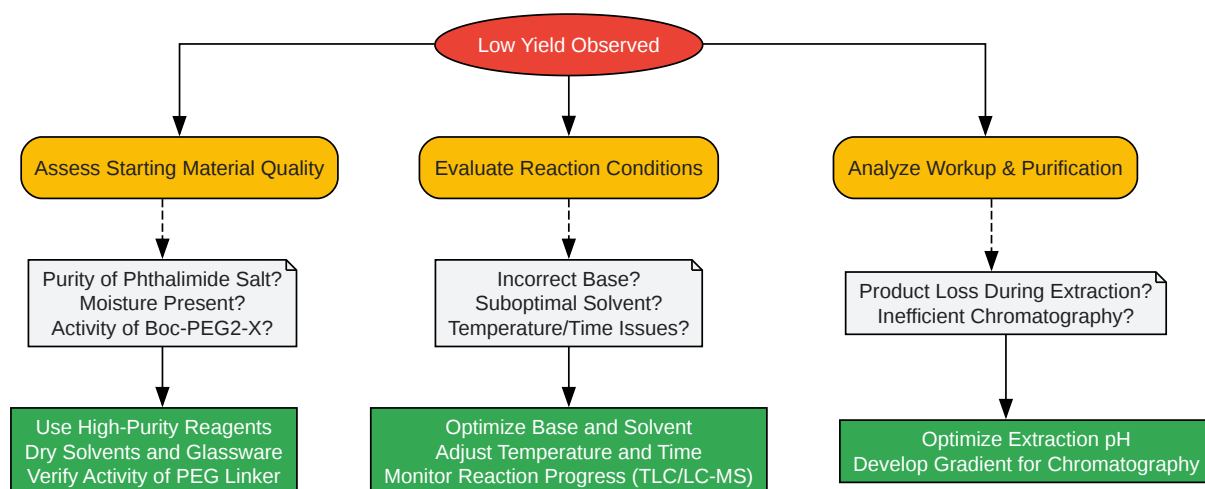 Low Yield Observed
Assess Starting Material Quality
Evaluate Reaction Conditions
Analyze Workup & Purification
Purity of Phthalimide Salt?
Moisture Present?
Activity of Boc-PEG2-X?
Incorrect Base?
Suboptimal Solvent?
Temperature/Time Issues?
Product Loss During Extraction?
Inefficient Chromatography?
Use High-Purity Reagents
Dry Solvents and Glassware
Verify Activity of PEG Linker
Optimize Base and Solvent
Adjust Temperature and Time
Monitor Reaction Progress (TLC/LC-MS)
Optimize Extraction pH
Develop Gradient for Chromatography